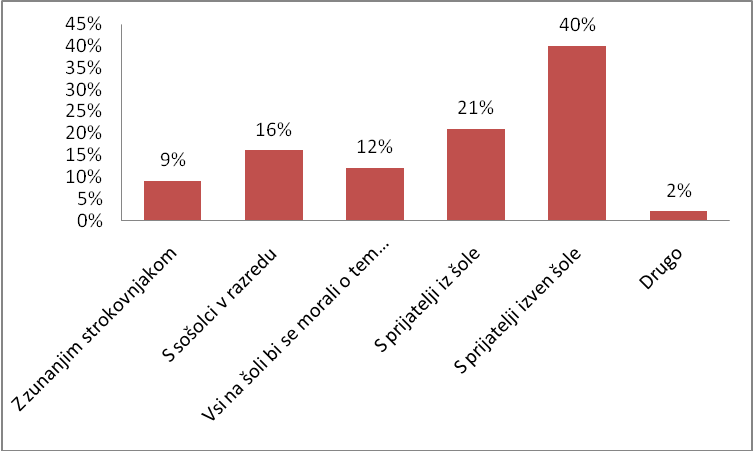 45%
40%
35%
30%
25%
20%
15%
10%
5%
0%
9%
16%
12%
21%
40%
2%
Z zunanjim strokovnjakom
S sošolci v razredu
Vsi na šoli bi se morali o tem...
S prijatelji iz šole
S prijatelji izven šole
Drugo